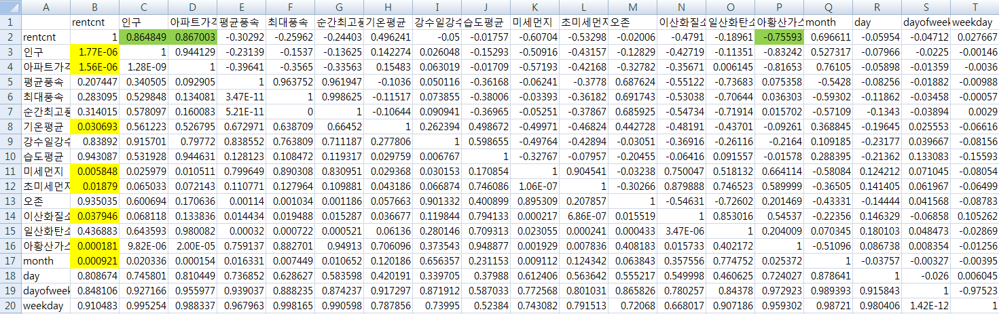 A B C D E F G H I J K L M N O P Q R S T
1 rentcnt 인구 아파트가격 평균풍속 최대풍속 순간최고풍 기온평균 강수일강수 습도평균 미세먼지 초미세먼지 오존 이산화질소 일산화탄소 아황산가스 month day dayofweek weekday
2 rentcnt 1 0.864849 0.867003 -0.30292 -0.25962 -0.24403 0.496241 -0.05 -0.01757 -0.60704 -0.53298 -0.02006 -0.4791 -0.18961 -0.75593 0.696611 -0.05954 -0.04712 0.027667
3 인구 1.77E-06 1 0.944129 -0.23139 -0.1537 -0.13625 0.142274 0.026048 -0.15293 -0.50916 -0.43157 -0.12829 -0.42719 -0.11351 -0.83242 0.527317 -0.07966 -0.0225 -0.00146
4 아파트가격 1.56E-06 1.28E-09 1 -0.39641 -0.3565 -0.33563 0.15483 0.063019 -0.01709 -0.57193 -0.42168 -0.32782 -0.35671 0.006145 -0.81653 0.76105 -0.05898 -0.01359 -0.0036
5 평균풍속 0.207447 0.340505 0.092905 1 0.963752 0.961947 -0.1036 0.050116 -0.36168 -0.06241 -0.3778 0.687624 -0.55122 -0.73683 0.075358 -0.5428 -0.08256 -0.01882 -0.00988
6 최대풍속 0.283095 0.529848 0.134081 3.47E-11 1 0.998625 -0.11517 0.073855 -0.38006 -0.03393 -0.36182 0.691743 -0.53038 -0.70644 0.036303 -0.59302 -0.11862 -0.03458 -0.00057
7 순간최고풍 0.314015 0.578097 0.160083 5.21E-11 0 1 -0.10644 0.090941 -0.36965 -0.05251 -0.37867 0.685925 -0.54734 -0.71914 0.015702 -0.57109 -0.1343 -0.03894 0.0029
8 기온평균 0.030693 0.561223 0.526795 0.672971 0.638709 0.66452 1 0.262394 0.498672 -0.49971 -0.46824 0.442728 -0.48191 -0.43701 -0.09261 0.368845 -0.19645 0.025553 -0.06616
9 강수일강수 0.83892 0.915701 0.79772 0.838552 0.763809 0.711187 0.277806 1 0.598655 -0.49764 -0.42894 -0.03051 -0.36916 -0.26116 -0.2164 0.109185 -0.23177 0.039667 -0.08156
10 습도평균 0.943087 0.531928 0.944631 0.128123 0.108472 0.119317 0.029759 0.006767 1 -0.32767 -0.07957 -0.20455 -0.06416 0.091557 -0.01578 0.288395 -0.21362 0.133083 -0.15593
11 미세먼지 0.005848 0.025979 0.010511 0.799649 0.890308 0.830951 0.029368 0.030153 0.170854 1 0.904541 -0.03238 0.750047 0.518132 0.664114 -0.58084 0.124212 0.071045 -0.08054
12 초미세먼지 0.01879 0.065033 0.072143 0.110771 0.127964 0.109881 0.043186 0.066874 0.746086 1.06E-07 1 -0.30266 0.879888 0.746523 0.589999 -0.36505 0.141405 0.061967 -0.06499
13 오존 0.935035 0.600694 0.170636 0.00114 0.001034 0.001186 0.057663 0.901332 0.400899 0.895309 0.207857 1 -0.54631 -0.72602 0.201469 -0.43331 -0.14444 0.041568 -0.08783
14 이산화질소 0.037946 0.068118 0.133836 0.014434 0.019488 0.015287 0.036677 0.119844 0.794133 0.000217 6.86E-07 0.015519 1 0.853016 0.54537 -0.22356 0.146329 -0.06858 0.105262
15 일산화탄소 0.436883 0.643593 0.980082 0.00032 0.000722 0.000521 0.06136 0.280146 0.709313 0.023055 0.000241 0.000433 3.47E-06 1 0.204009 0.070345 0.180103 0.048473 -0.02869
16 아황산가스 0.000181 9.82E-06 2.00E-05 0.759137 0.882701 0.94913 0.706096 0.373543 0.948877 0.001929 0.007836 0.408183 0.015733 0.402172 1 -0.51096 0.086738 0.008354 -0.01256
17 month 0.000921 0.020336 0.000154 0.016331 0.007449 0.010652 0.120186 0.656357 0.231153 0.009112 0.124342 0.063843 0.357556 0.774752 0.025372 1 -0.03757 -0.00327 -0.00395
18 day 0.808674 0.745801 0.810449 0.736852 0.628627 0.583598 0.420191 0.339705 0.37988 0.612406 0.563642 0.555217 0.549998 0.460625 0.724027 0.878641 1 -0.026 0.006045
19 dayofweek 0.848106 0.927166 0.955977 0.939037 0.888235 0.874237 0.917297 0.871912 0.587033 0.772568 0.801031 0.865826 0.780257 0.84378 0.972923 0.989393 0.915843 1 -0.97523
20 weekday 0.910483 0.995254 0.988337 0.967963 0.998165 0.990598 0.787856 0.73995 0.52384 0.743082 0.791513 0.72068 0.668017 0.907186 0.959302 0.98721 0.980406 1.42E-12 1